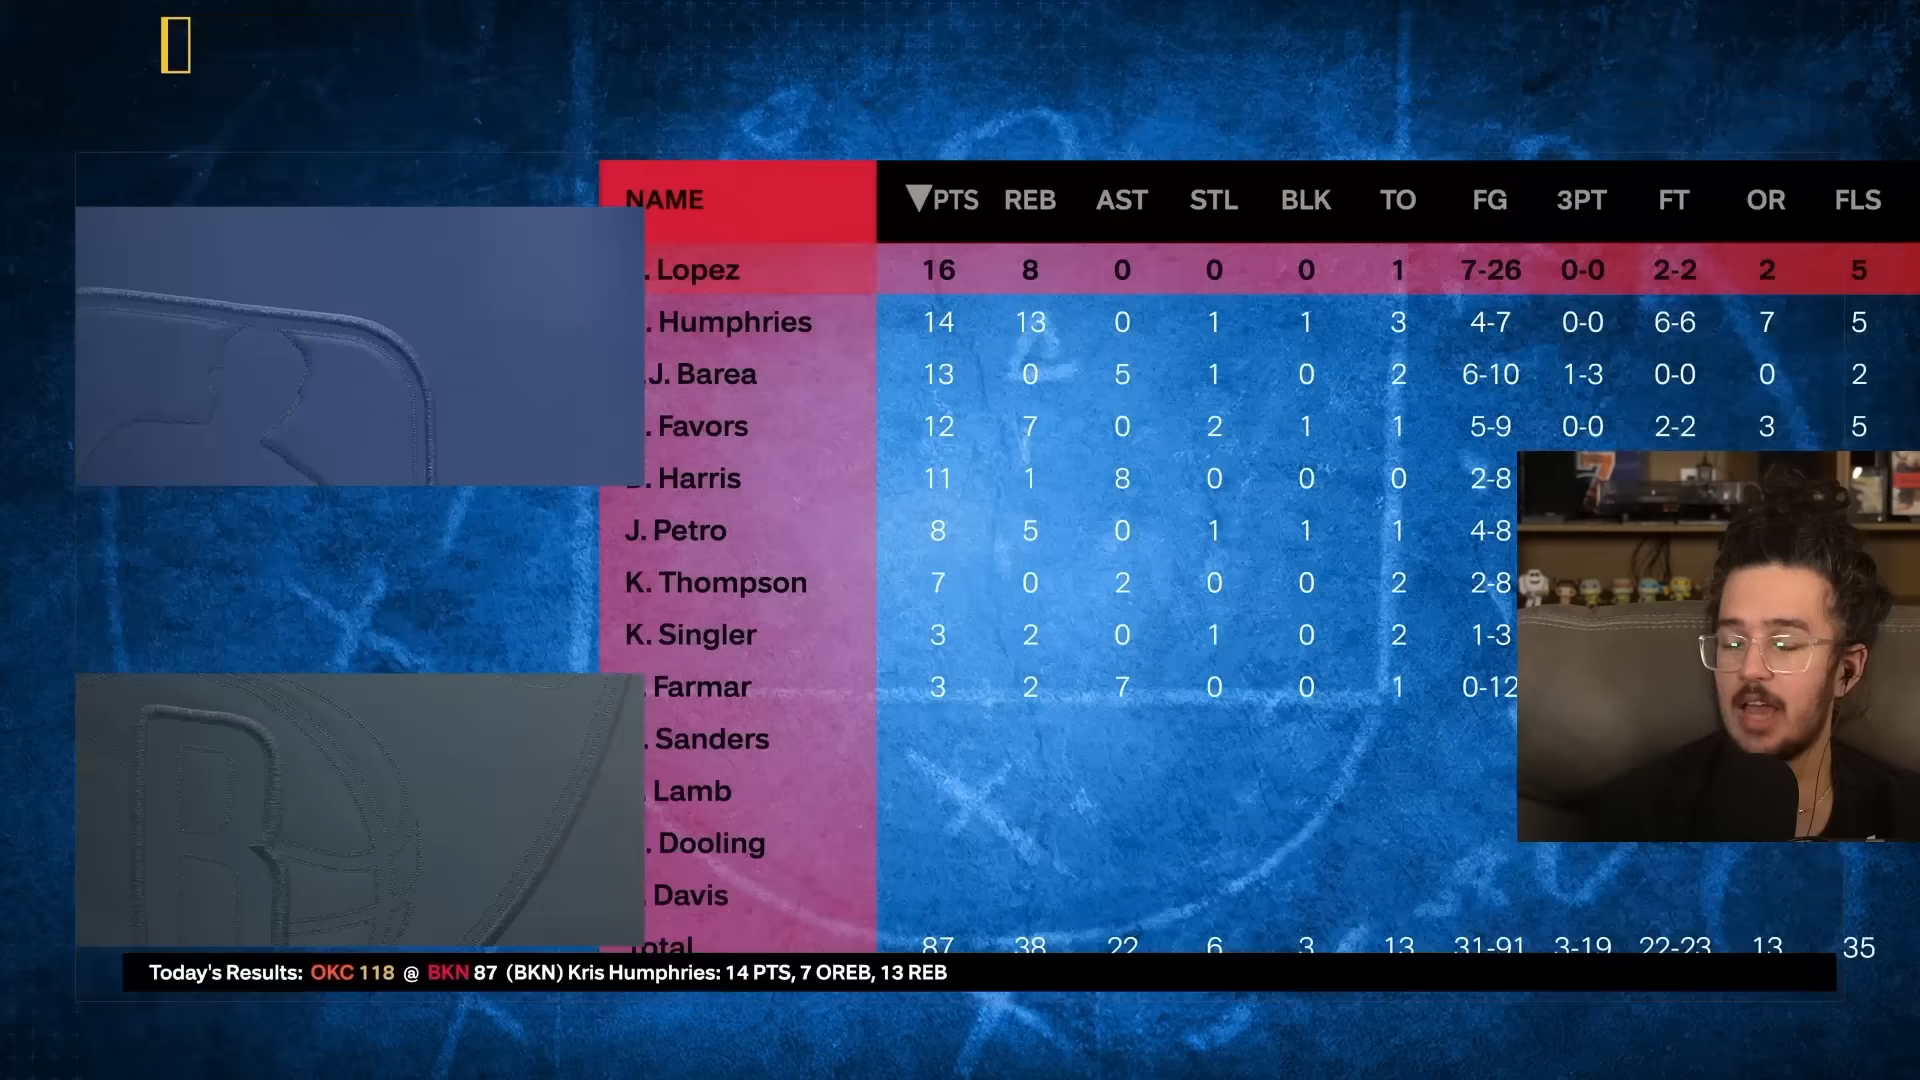 NAME PTS REB AST STL BLK TO FG 3PT FT OR FLS
. Lopez 16 8 0 0 0 1 7-26 0-0 2-2 2 5
. Humphries 14 13 0 1 1 3 4-7 0-0 6-6 7 5
.J. Barea 13 0 5 1 0 2 6-10 1-3 0-0 0 2
. Favors 12 7 0 2 1 1 5-9 0-0 2-2 3 5
. Harris 11 1 8 0 0 0 2-8
J. Petro 8 5 0 1 1 1 4-8
K. Thompson 7 0 2 0 0 2 2-8
K. Singler 3 2 0 1 0 2 1-3
. Farmar 3 2 7 0 0 1 0-12
. Sanders
. Lamb
. Dooling
. Davis
Total 87 38 22 6 3 13 31-91 3-19 22-23 13 35
Today's Results: OKC 118 @ BKN 87 (BKN) Kris Humphries: 14 PTS, 7 OREB, 13 REB